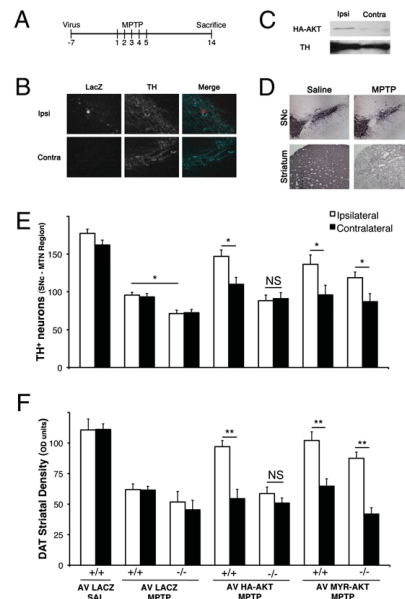 A
Virus MPTP Sacrifice
-7 1 2 3 4 5 14
B
LacZ TH Merge
Ipsi
Contra
C
Ipsi Contra
HA-AKT
TH
D
Saline MPTP
SNc
Striatum
E
Ipsilateral
Contralateral
TH+ neurons (SNc - MTN Region)
150
100
50
0
*
*
NS
*
*
F
DAT Striatal Density (OD units)
00
75
50
25
0
**
NS
**
**
+/+ +/+ -/- +/+ -/- +/+ -/-
AV LACZ SAL
AV LACZ MPTP
AV HA-AKT MPTP
AV MYR-AKT MPTP